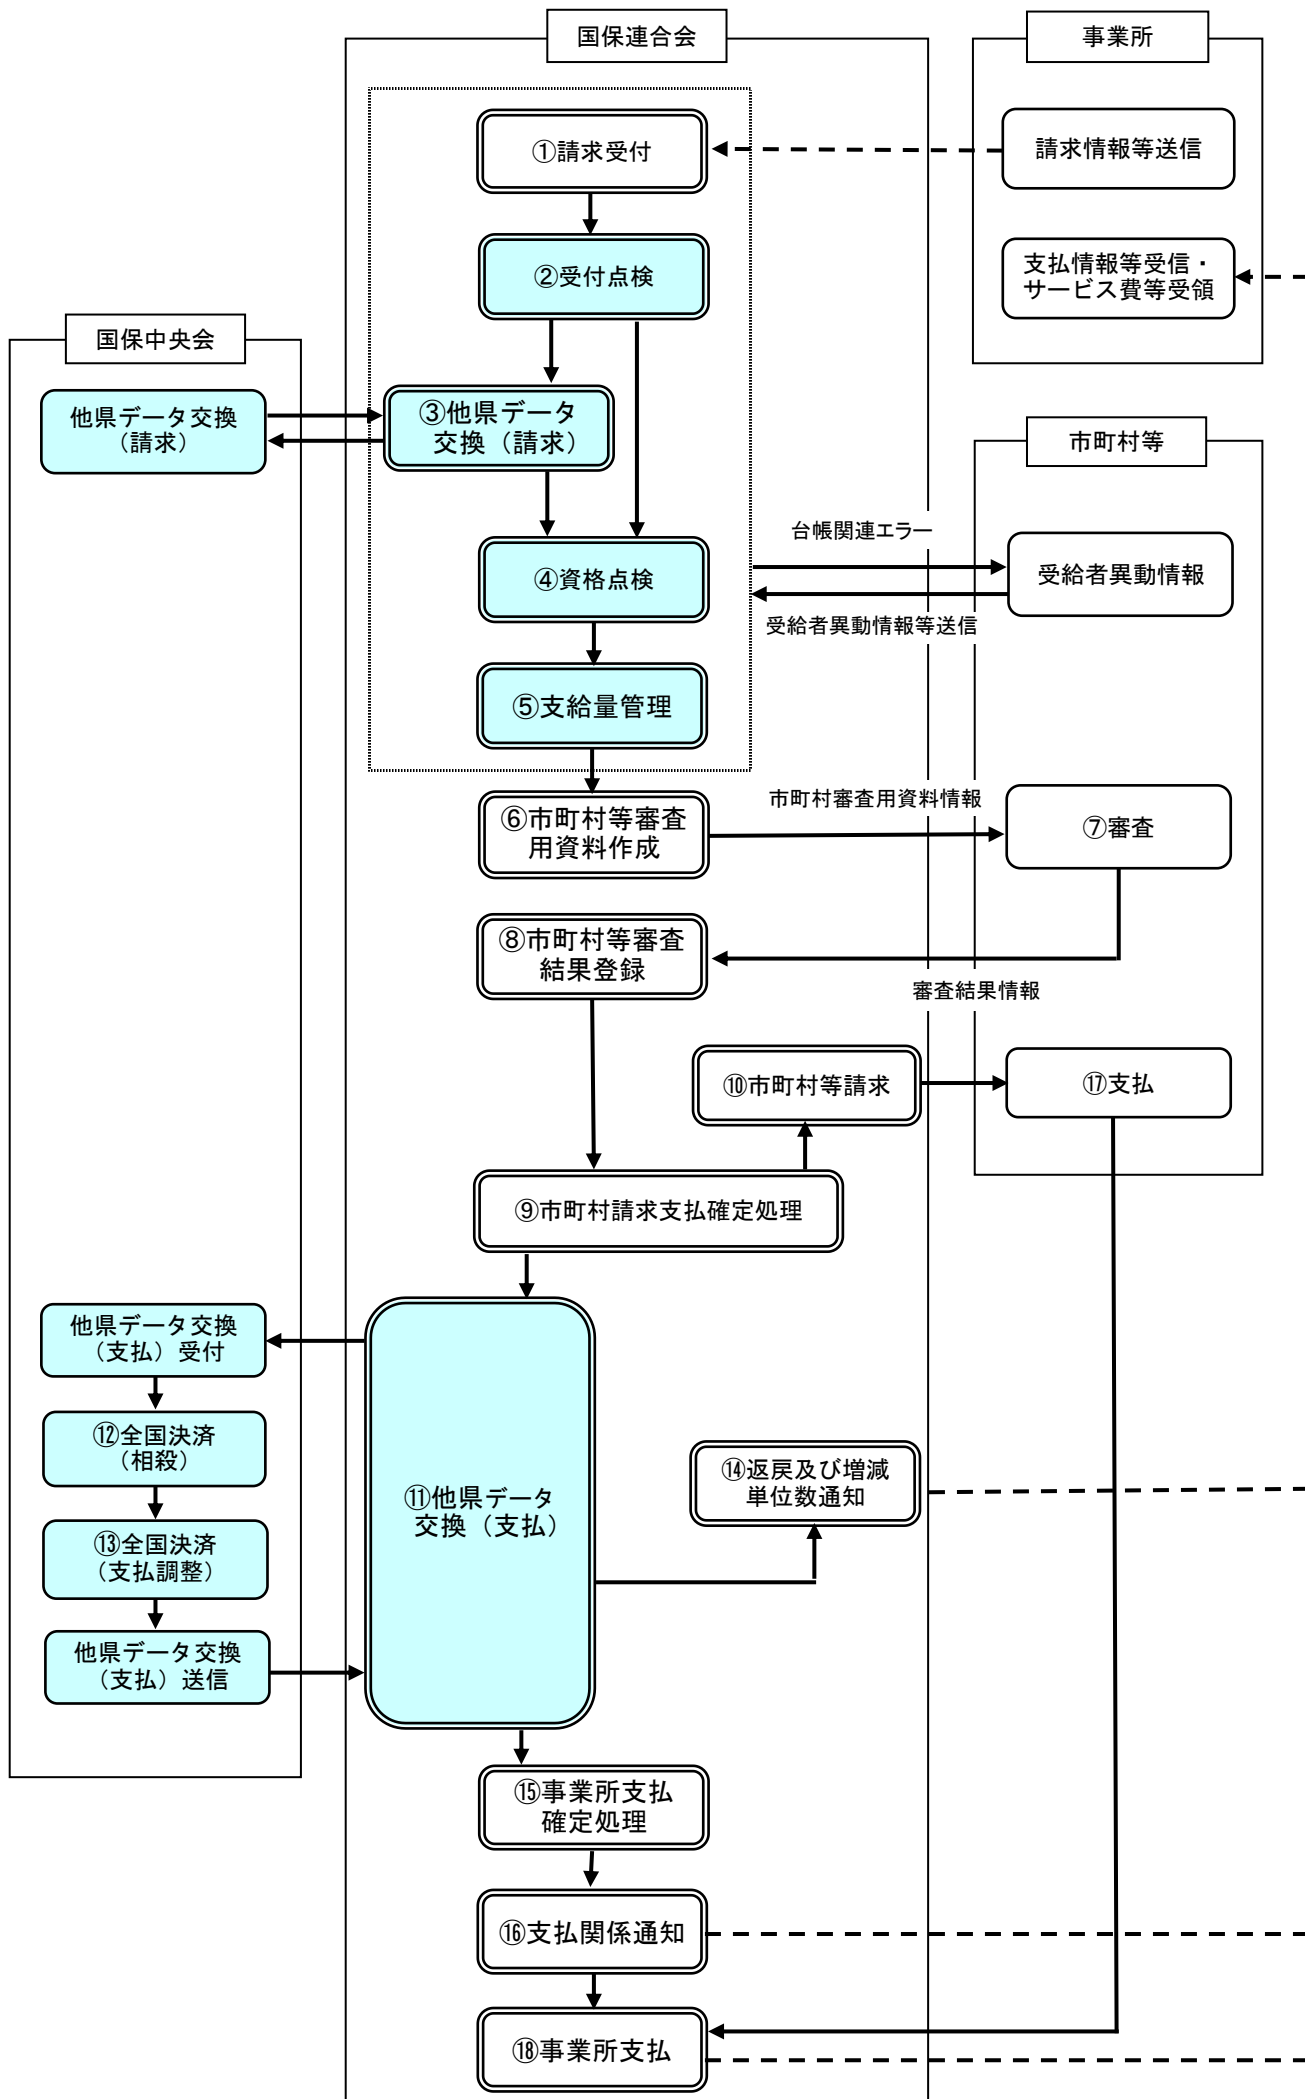 国保連合会
事業所
①請求受付
請求情報等送信
②受付点検
支払情報等受信・
サービス費等受領
国保中央会
他県データ交換
（請求）
③他県データ
交換（請求）
市町村等
台帳関連エラー
④資格点検
受給者異動情報
受給者異動情報等送信
⑤支給量管理
⑥市町村等審査
用資料作成
市町村審査用資料情報
⑦審査
⑧市町村等審査
結果登録
審査結果情報
⑩市町村等請求
⑰支払
⑨市町村請求支払確定処理
他県データ交換
（支払）受付
⑫全国決済
（相殺）
⑬全国決済
（支払調整）
他県データ交換
（支払）送信
⑪他県データ
交換（支払）
⑭返戻及び増減
単位数通知
⑮事業所支払
確定処理
⑯支払関係通知
⑱事業所支払